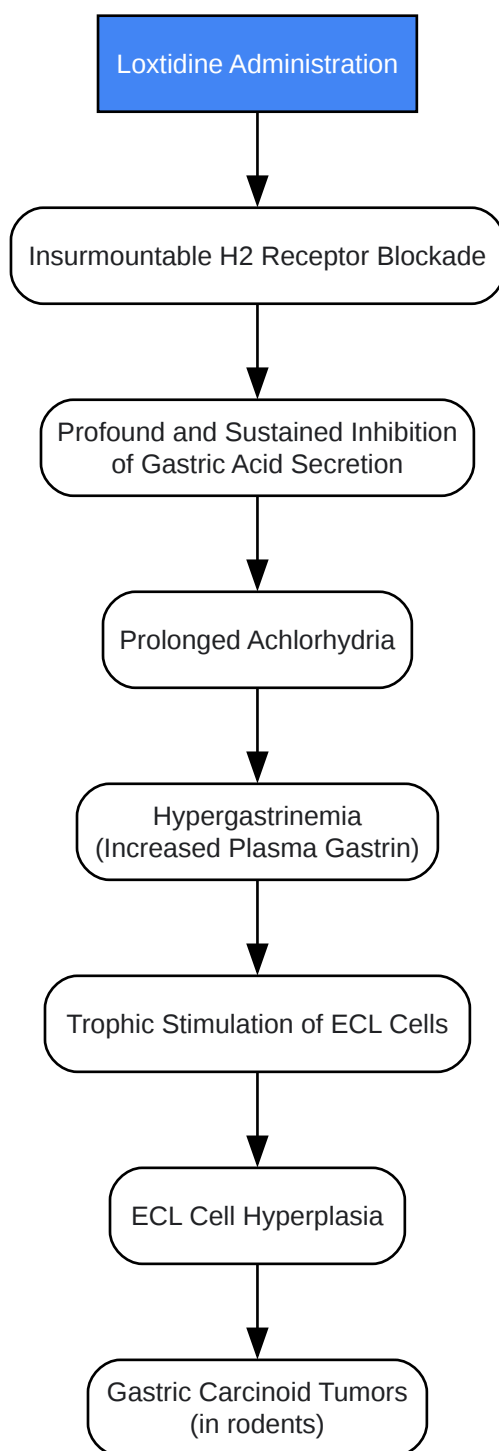 Loxtidine Administration
Insurmountable H2 Receptor Blockade
Profound and Sustained Inhibition
of Gastric Acid Secretion
Prolonged Achlorhydria
Hypergastrinemia
(Increased Plasma Gastrin)
Trophic Stimulation of ECL Cells
ECL Cell Hyperplasia
Gastric Carcinoid Tumors
(in rodents)